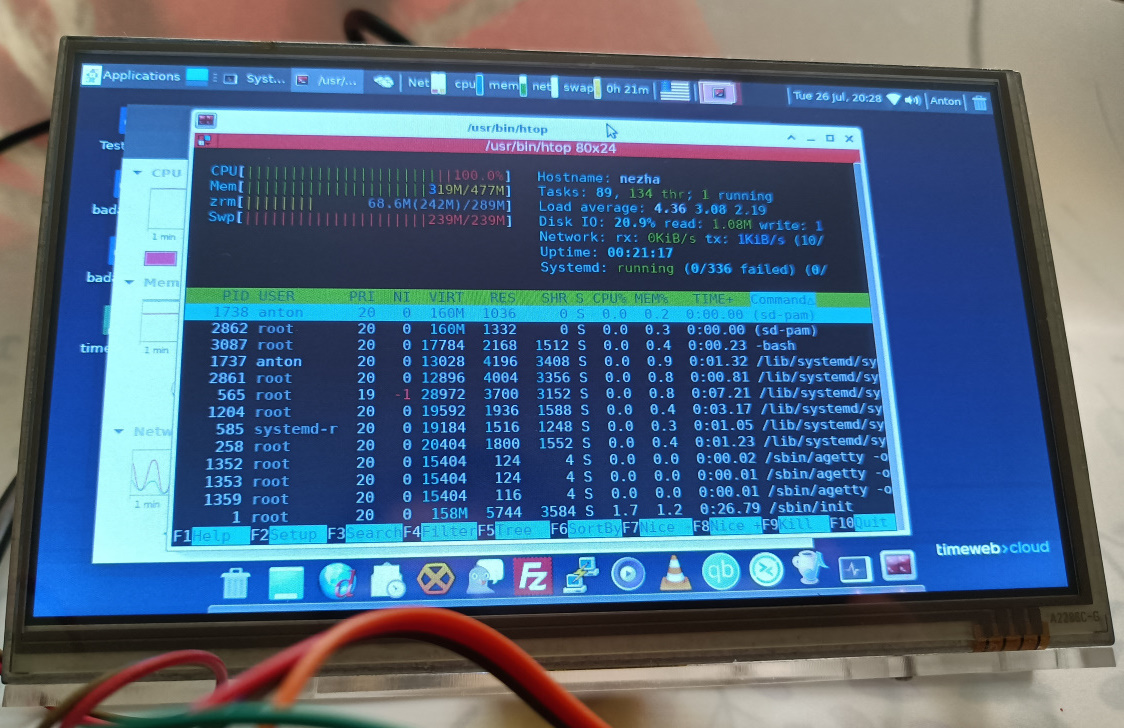 Applications Syst... /usr/... Net cpu mem net swap 0h 21m Tue 26 jul, 20:28 Anton
/usr/bin/htop
/usr/bin/htop 80x24
Test
bad
bad
time
CPU
1 min
Mem
1 min
Netw
1 min
CPU[||||||||||||||||||||||||||100.0%]
Mem[|||||||||||||||||||||||319M/477M]
zrm[||||||||| 68.6M(242M)/289M]
Swp[|||||||||||||||||||||||239M/239M]
Hostname: nezha
Tasks: 89, 134 thr; 1 running
Load average: 4.36 3.08 2.19
Disk IO: 20.9% read: 1.08M write: 1
Network: rx: 0KiB/s tx: 1KiB/s (10/
Uptime: 00:21:17
Systemd: running (0/336 failed) (0/
PID USER PRI NI VIRT RES SHR S CPU% MEM% TIME+ Command△
1738 anton 20 0 160M 1036 0 S 0.0 0.2 0:00.00 (sd-pam)
2862 root 20 0 160M 1332 0 S 0.0 0.3 0:00.00 (sd-pam)
3087 root 20 0 17784 2168 1512 S 0.0 0.4 0:00.23 -bash
1737 anton 20 0 13028 4196 3408 S 0.0 0.9 0:01.32 /lib/systemd/sy
2861 root 20 0 12896 4004 3356 S 0.0 0.8 0:00.81 /lib/systemd/sy
565 root 19 -1 28972 3700 3152 S 0.0 0.8 0:07.21 /lib/systemd/sy
1204 root 20 0 19592 1936 1588 S 0.0 0.4 0:03.17 /lib/systemd/sy
585 systemd-r 20 0 19184 1516 1248 S 0.0 0.3 0:01.05 /lib/systemd/sy
258 root 20 0 20404 1800 1552 S 0.0 0.4 0:01.23 /lib/systemd/sy
1352 root 20 0 15404 124 4 S 0.0 0.0 0:00.02 /sbin/agetty -o
1353 root 20 0 15404 124 4 S 0.0 0.0 0:00.01 /sbin/agetty -o
1359 root 20 0 15404 116 4 S 0.0 0.0 0:00.01 /sbin/agetty -o
1 root 20 0 158M 5744 3584 S 1.7 1.2 0:26.79 /sbin/init
F1Help F2Setup F3SearchF4FilterF5Tree F6SortByF7Nice -F8Nice +F9Kill F10Quit
timeweb>cloud
d
Fz
qb